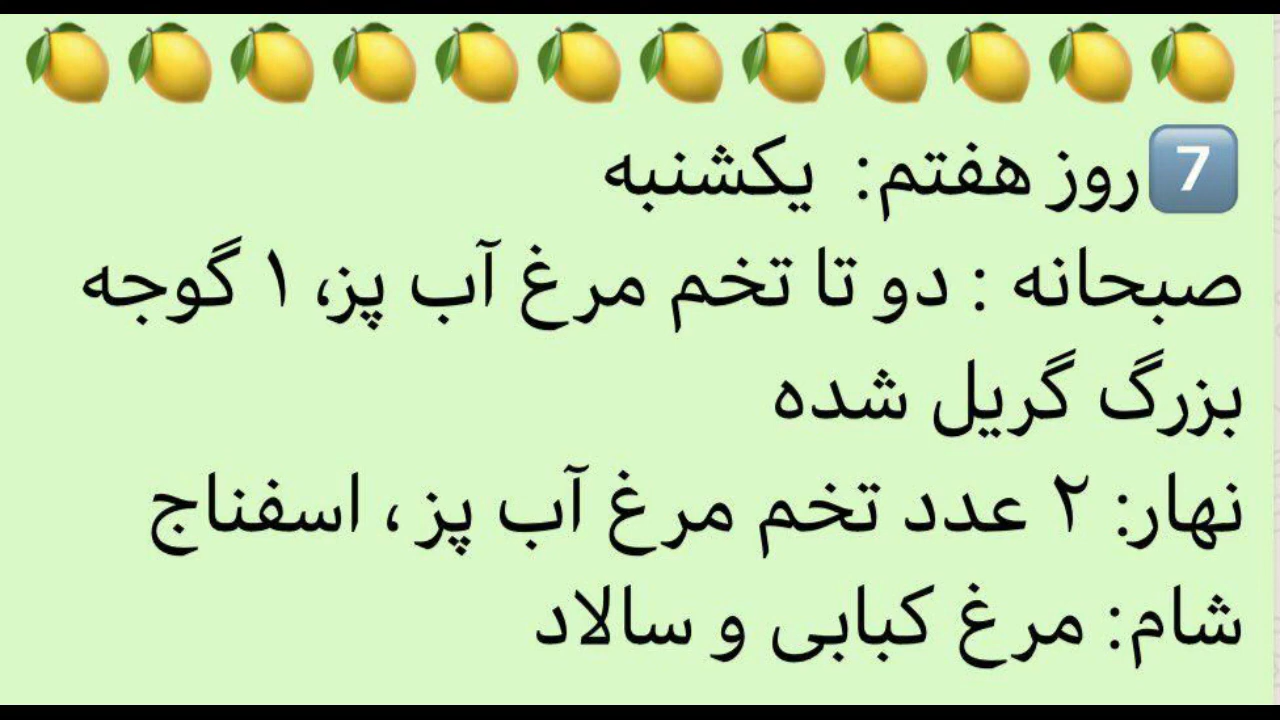 🍋🍋🍋🍋🍋🍋🍋🍋🍋🍋🍋🍋
7️⃣روز هفتم: یکشنبه
صبحانه : دو تا تخم مرغ آب پز، ۱ گوجه
بزرگ گریل شده
نهار: ۲ عدد تخم مرغ آب پز ، اسفناج
شام: مرغ کبابی و سالاد